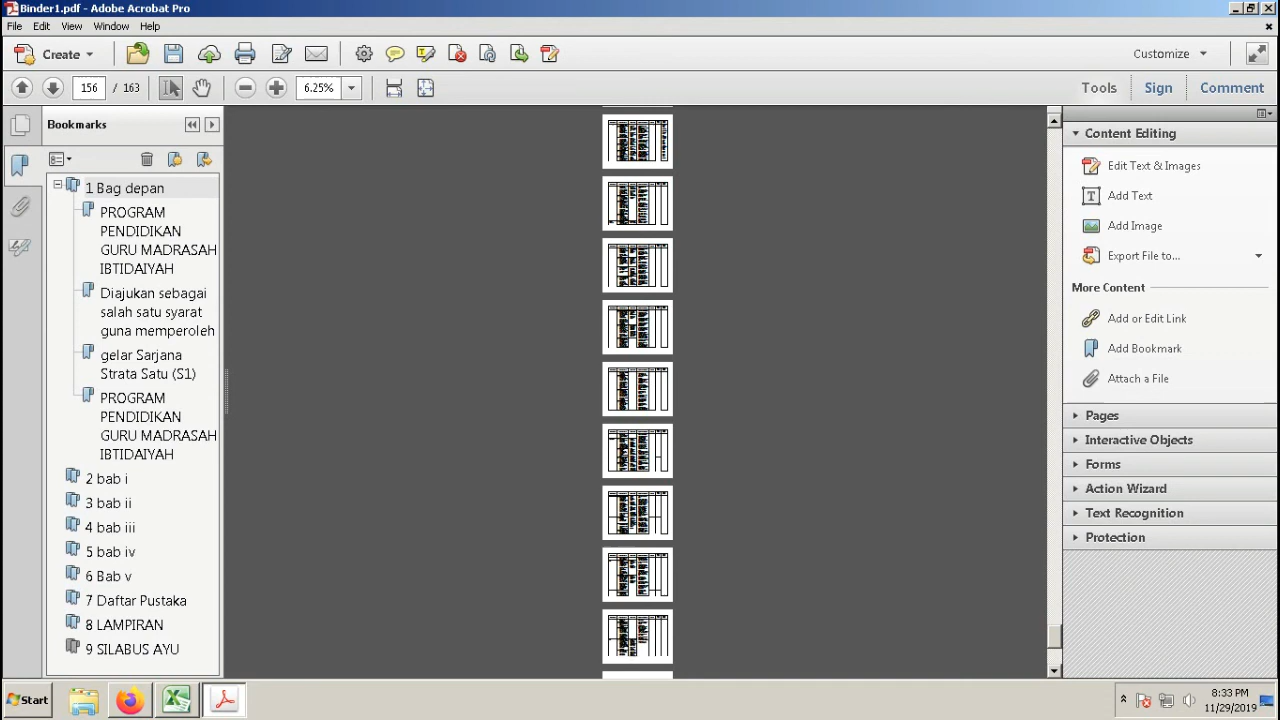 Binder1.pdf - Adobe Acrobat Pro
File Edit View Window Help
Create
Customize
156 / 163
6.25%
Tools Sign Comment
Bookmarks
1 Bag depan
PROGRAM
PENDIDIKAN
GURU MADRASAH
IBTIDAIYAH
Diajukan sebagai
salah satu syarat
guna memperoleh
gelar Sarjana
Strata Satu (S1)
PROGRAM
PENDIDIKAN
GURU MADRASAH
IBTIDAIYAH
2 bab i
3 bab ii
4 bab iii
5 bab iv
6 Bab v
7 Daftar Pustaka
8 LAMPIRAN
9 SILABUS AYU
Content Editing
Edit Text & Images
Add Text
Add Image
Export File to...
More Content
Add or Edit Link
Add Bookmark
Attach a File
Pages
Interactive Objects
Forms
Action Wizard
Text Recognition
Protection
Start
8:33 PM
11/29/2019